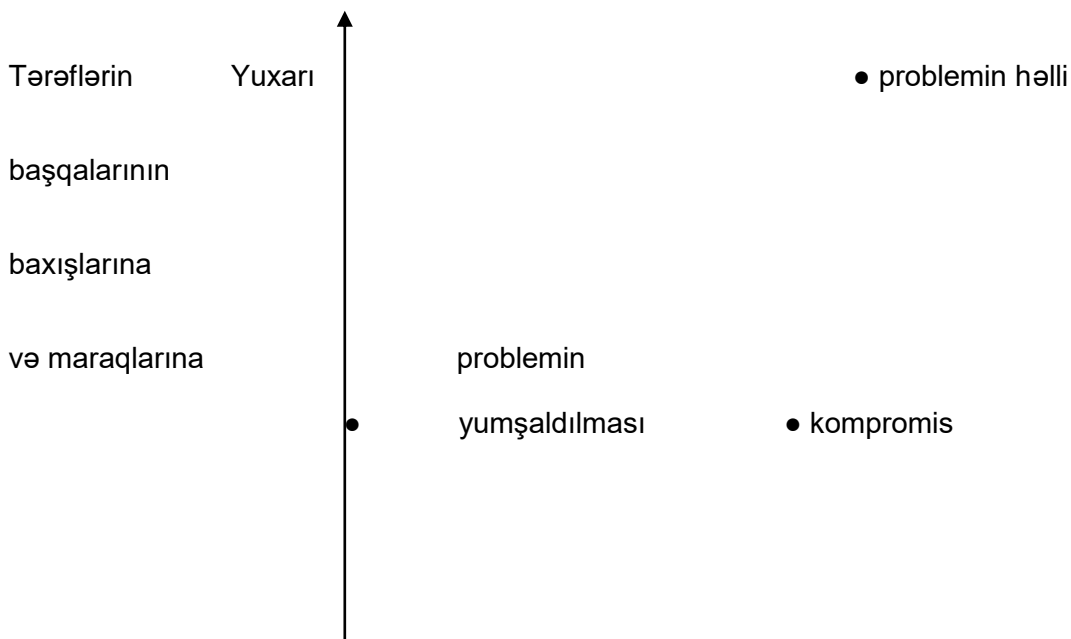 Tərəflərin Yuxarı ● problemin həlli
başqalarının
baxışlarına
və maraqlarına problemin
● yumşaldılması ● kompromis